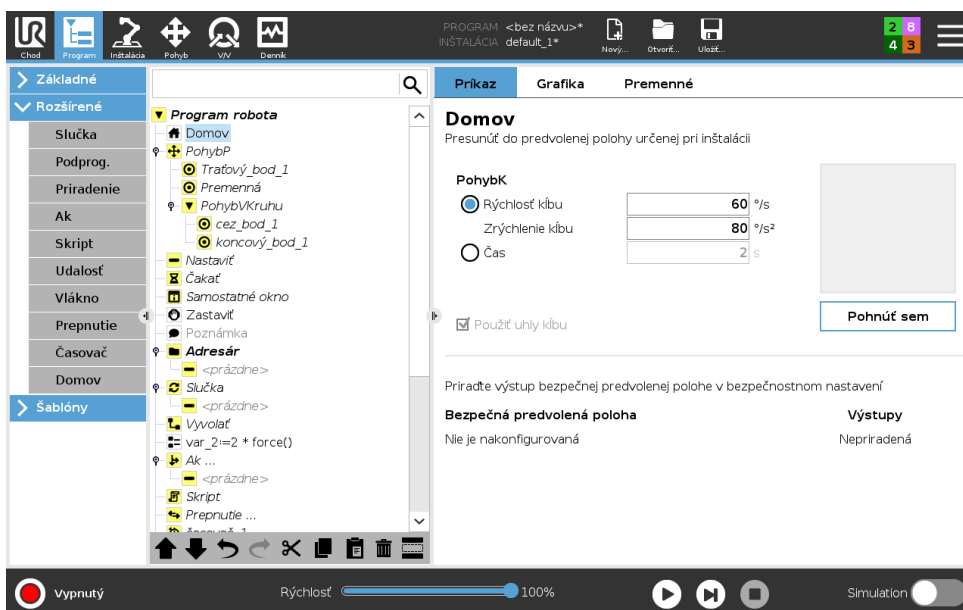 PROGRAM <bez názvu>*
INŠTALÁCIA default_1*
Chod
Program
Inštalácia
Pohyb
V/V
Denník
Nový...
Otvoriť...
Uložiť...
2 8
4 3
Základné
Rozšírené
Slučka
Podprog.
Priradenie
Ak
Skript
Udalosť
Vlákno
Prepnutie
Časovač
Domov
Šablóny
Program robota
Domov
PohybP
Traťový_bod_1
Premenná
PohybVKruhu
cez_bod_1
koncový_bod_1
Nastaviť
Čakať
Samostatné okno
Zastaviť
Poznámka
Adresár
<prázdne>
Slučka
<prázdne>
Vyvolať
var_2:=2 * force()
Ak ...
<prázdne>
Skript
Prepnutie ...
Príkaz
Grafika
Premenné
Domov
Presunúť do predvolenej polohy určenej pri inštalácii
PohybK
Rýchlosť kĺbu 60 °/s
Zrýchlenie kĺbu 80 °/s²
Čas 2 s
Použiť uhly kĺbu
Pohnúť sem
Priraďte výstup bezpečnej predvolenej polohe v bezpečnostnom nastavení
Bezpečná predvolená poloha Výstupy
Nie je nakonfigurovaná Nepriradená
Vypnutý
Rýchlosť 100%
Simulation